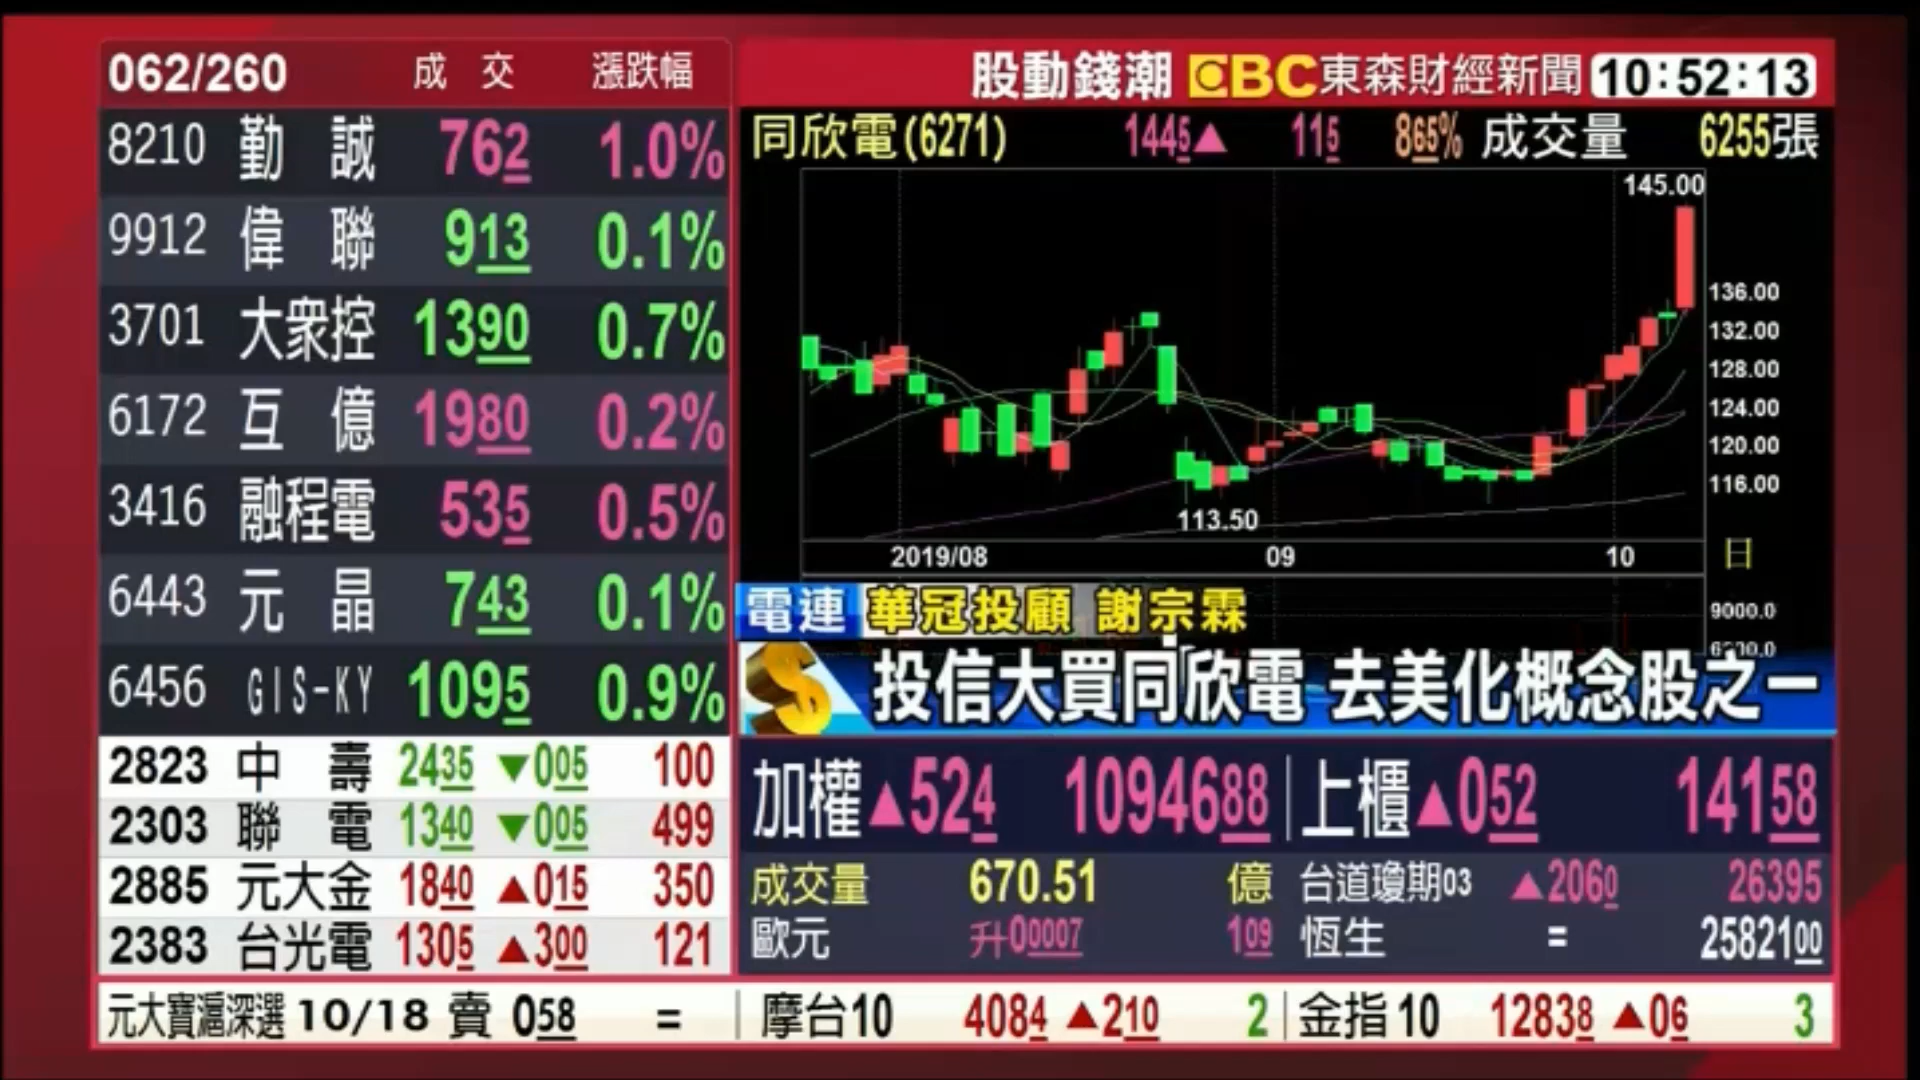 062/260 成 交 漲跌幅
8210 勤 誠 762 1.0%
9912 偉 聯 913 0.1%
3701 大眾控 1390 0.7%
6172 互 億 1980 0.2%
3416 融程電 535 0.5%
6443 元 晶 743 0.1%
6456 GIS-KY 1095 0.9%
2823 中 壽 2435 ▼005 100
2303 聯 電 1340 ▼005 499
2885 元大金 1840 ▲015 350
2383 台光電 1305 ▲300 121
股動錢潮 EBC東森財經新聞 10:52:13
同欣電(6271) 1445▲ 115 865% 成交量 6255張
145.00
136.00
132.00
128.00
124.00
120.00
116.00
113.50
2019/08 09 10 日
9000.0
電連 華冠投顧 謝宗霖
投信大買同欣電 去美化概念股之一
加權▲524 1094688 上櫃▲052 14158
成交量 670.51 億 台道瓊期03 ▲2060 26395
歐元 升00007 109 恆生 = 2582100
元大寶滬深選 10/18 賣 058 = 摩台10 4084▲210 2 金指10 12838▲06 3